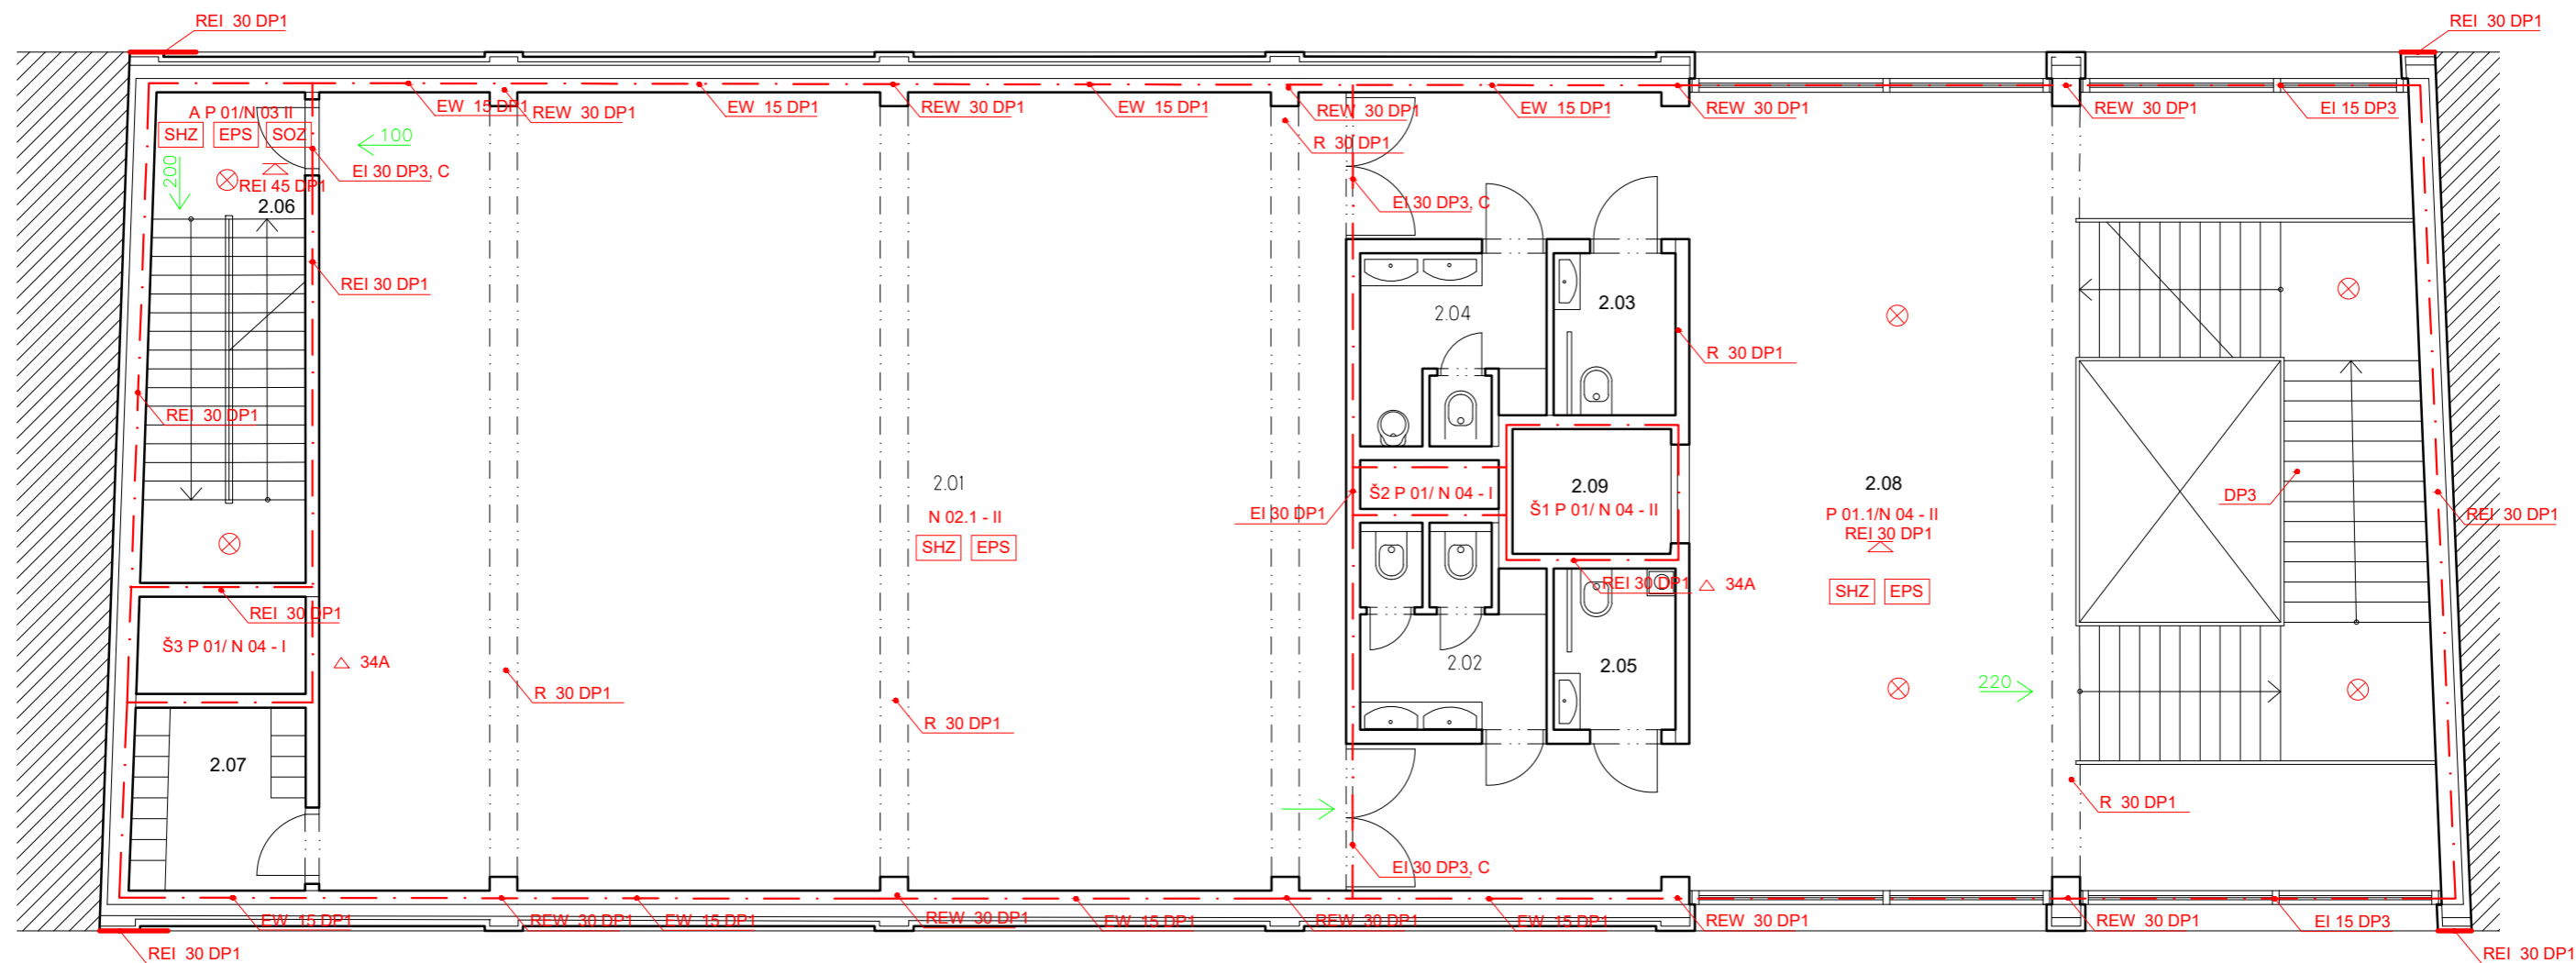 REI 30 DP1
REI 30 DP1
EW 15 DP1
REW 30 DP1
EW 15 DP1
REW 30 DP1
EW 15 DP1
REW 30 DP1
EW 15 DP1
REW 30 DP1
REW 30 DP1
EI 15 DP3
A P 01/N 03 II
SHZ EPS SOZ
100
R 30 DP1
EI 30 DP3, C
200
REI 45 DP1
2.06
EI 30 DP3, C
REI 30 DP1
2.04
2.03
R 30 DP1
REI 30 DP1
2.01
N 02.1 - II
SHZ EPS
EI 30 DP1
Š2 P 01/ N 04 - I
2.09
Š1 P 01/ N 04 - II
2.08
P 01.1/N 04 - II
REI 30 DP1
SHZ EPS
DP3
REI 30 DP1
REI 30 DP1
34A
REI 30 DP1
Š3 P 01/ N 04 - I
34A
2.02
2.05
R 30 DP1
R 30 DP1
220
2.07
R 30 DP1
EI 30 DP3, C
EW 15 DP1
REW 30 DP1
EW 15 DP1
REW 30 DP1
EW 15 DP1
REW 30 DP1
EW 15 DP1
REW 30 DP1
REW 30 DP1
EI 15 DP3
REI 30 DP1
REI 30 DP1